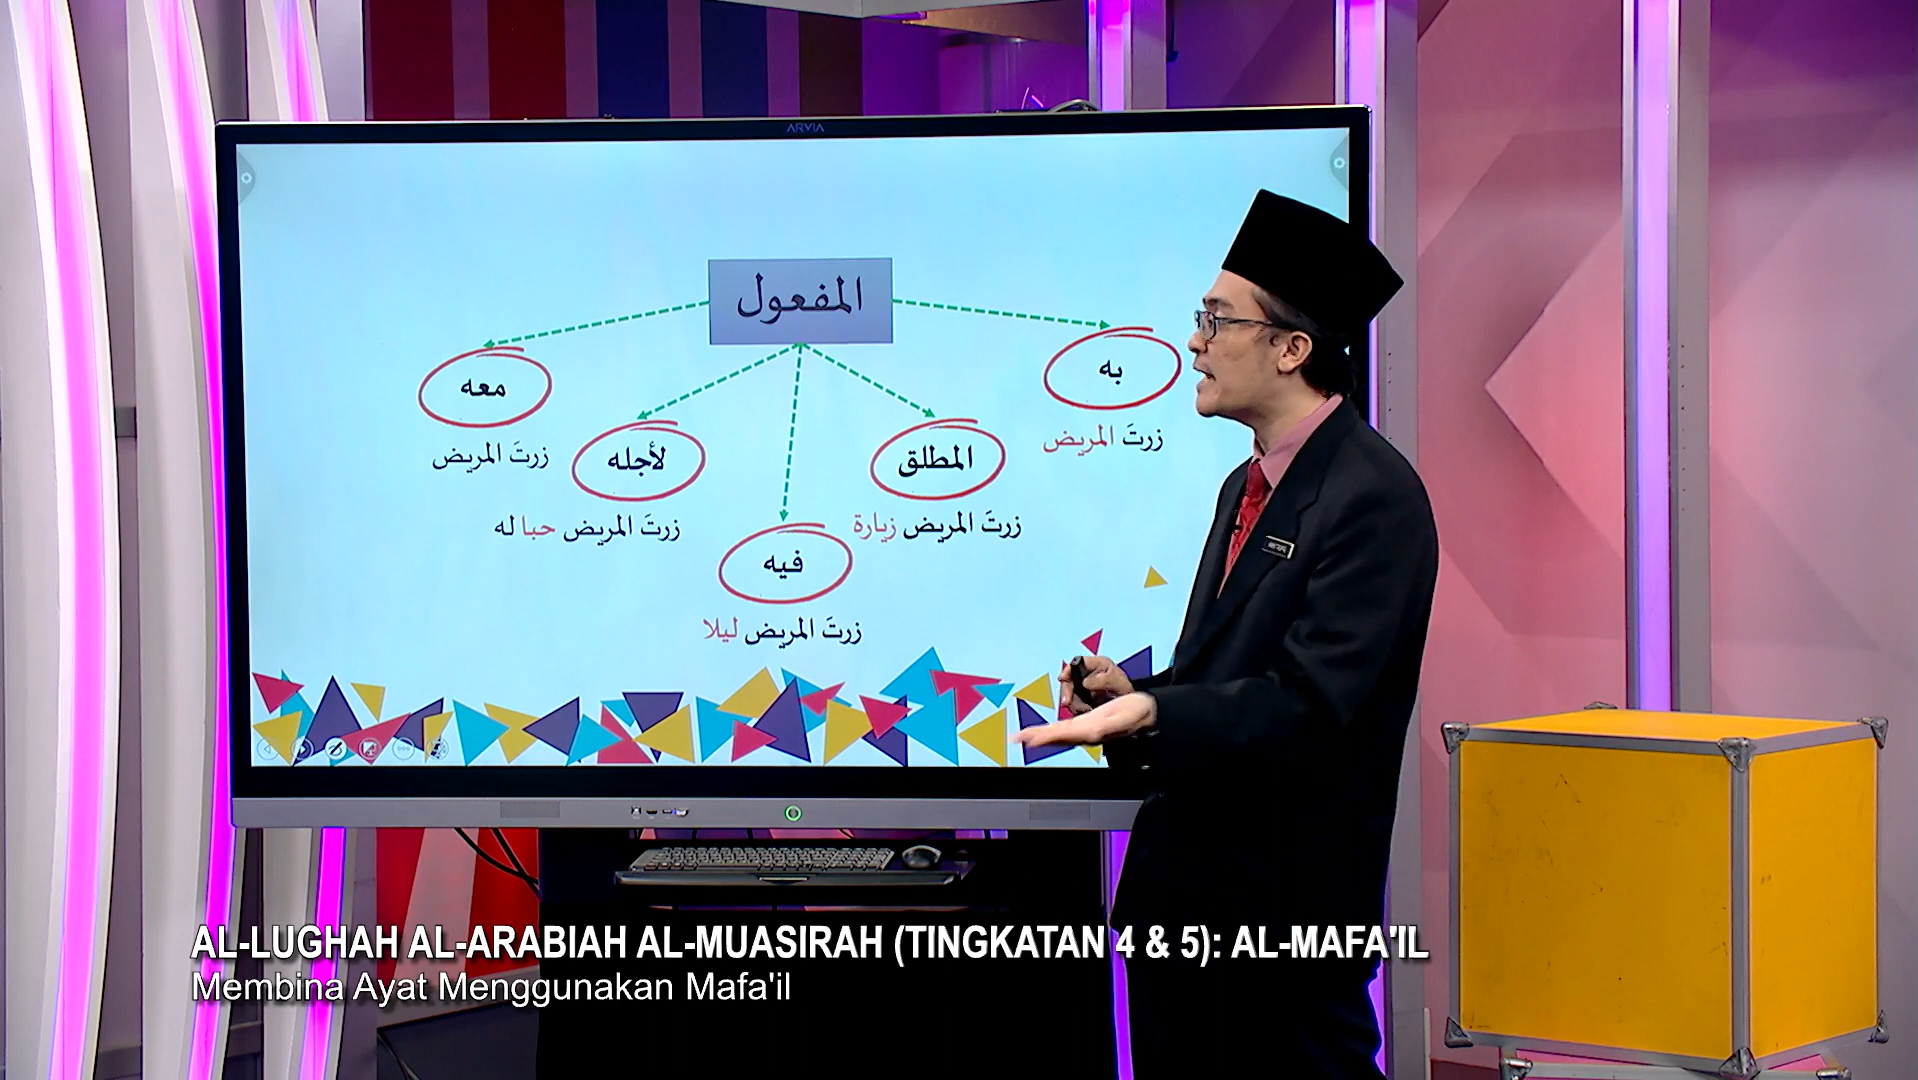 ARVIA
المفعول
به
زرتَ المريض
المطلق
زرتَ المريض زيارة
فيه
زرتَ المريض ليلا
لأجله
زرتَ المريض حبا له
معه
زرتَ المريض
AL-LUGHAH AL-ARABIAH AL-MUASIRAH (TINGKATAN 4 & 5): AL-MAFA'IL
Membina Ayat Menggunakan Mafa'il